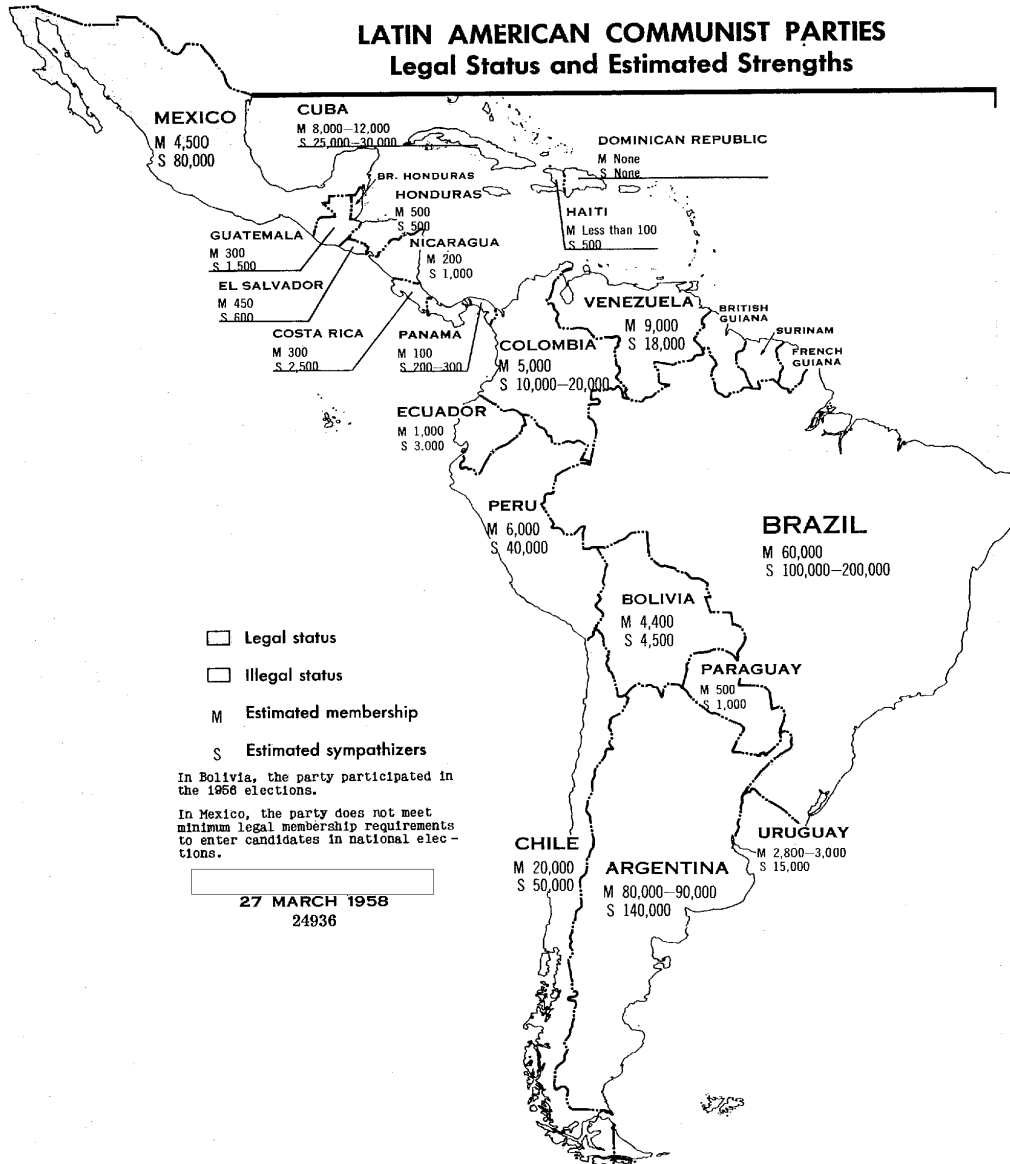 LATIN AMERICAN COMMUNIST PARTIES
Legal Status and Estimated Strengths
MEXICO
M 4,500
S 80,000
CUBA
M 8,000—12,000
S 25,000—30,000
DOMINICAN REPUBLIC
M None
S None
BR. HONDURAS
HONDURAS
M 500
S 500
HAITI
M Less than 100
S 500
GUATEMALA
M 300
S 1,500
NICARAGUA
M 200
S 1,000
EL SALVADOR
M 450
S 600
COSTA RICA
M 300
S 2,500
PANAMA
M 100
S 200—300
VENEZUELA
M 9,000
S 18,000
BRITISH
GUIANA
SURINAM
FRENCH
GUIANA
COLOMBIA
M 5,000
S 10,000—20,000
ECUADOR
M 1,000
S 3.000
PERU
M 6,000
S 40,000
BRAZIL
M 60,000
S 100,000—200,000
BOLIVIA
M 4,400
S 4,500
PARAGUAY
M 500
S 1,000
Legal status
Illegal status
M Estimated membership
S Estimated sympathizers
In Bolivia, the party participated in
the 1956 elections.
In Mexico, the party does not meet
minimum legal membership requirements
to enter candidates in national elec-
tions.
27 MARCH 1958
24936
CHILE
M 20,000
S 50,000
ARGENTINA
M 80,000—90,000
S 140,000
URUGUAY
M 2,800—3,000
S 15,000